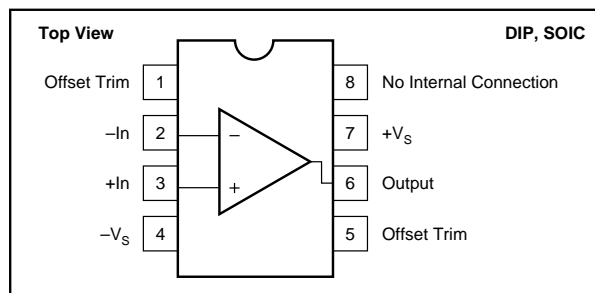 Top View
DIP, SOIC
Offset Trim 1
8 No Internal Connection
–In 2 –
7 +VS
+In 3 +
6 Output
–VS 4
5 Offset Trim